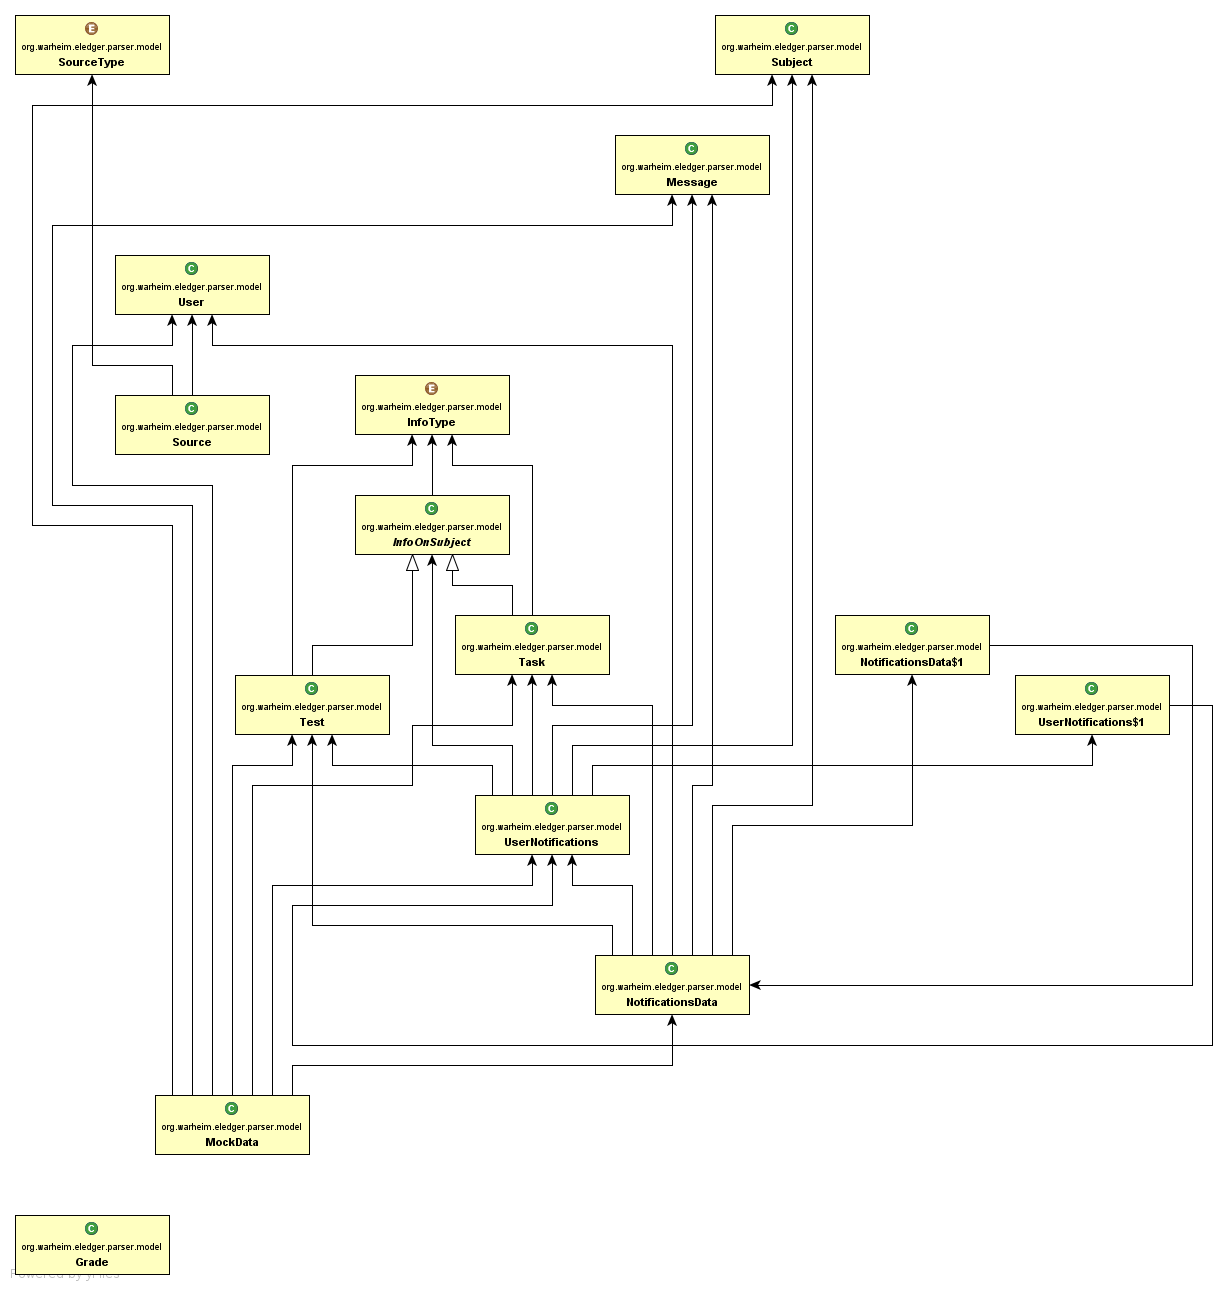 E
org.warheim.eledger.parser.model
SourceType
C
org.warheim.eledger.parser.model
Subject
C
org.warheim.eledger.parser.model
Message
C
org.warheim.eledger.parser.model
User
E
org.warheim.eledger.parser.model
InfoType
C
org.warheim.eledger.parser.model
Source
C
org.warheim.eledger.parser.model
InfoOnSubject
C
org.warheim.eledger.parser.model
Task
C
org.warheim.eledger.parser.model
NotificationsData$1
C
org.warheim.eledger.parser.model
Test
C
org.warheim.eledger.parser.model
UserNotifications$1
C
org.warheim.eledger.parser.model
UserNotifications
C
org.warheim.eledger.parser.model
NotificationsData
C
org.warheim.eledger.parser.model
MockData
C
org.warheim.eledger.parser.model
Grade
Powered by yFiles